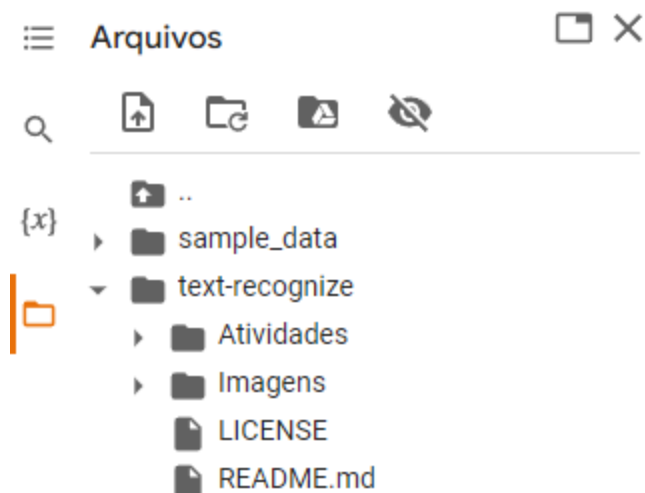 Arquivos
{x}
..
sample_data
text-recognize
Atividades
Imagens
LICENSE
README.md